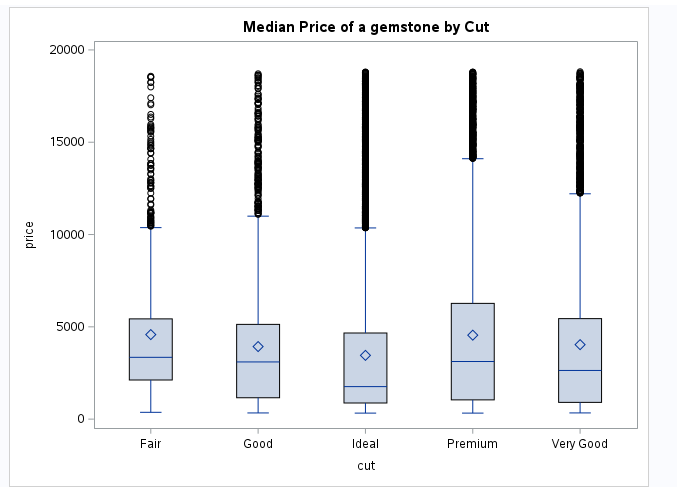 Median Price of a gemstone by Cut
20000
15000
10000
5000
0
price
Fair Good Ideal Premium Very Good
cut